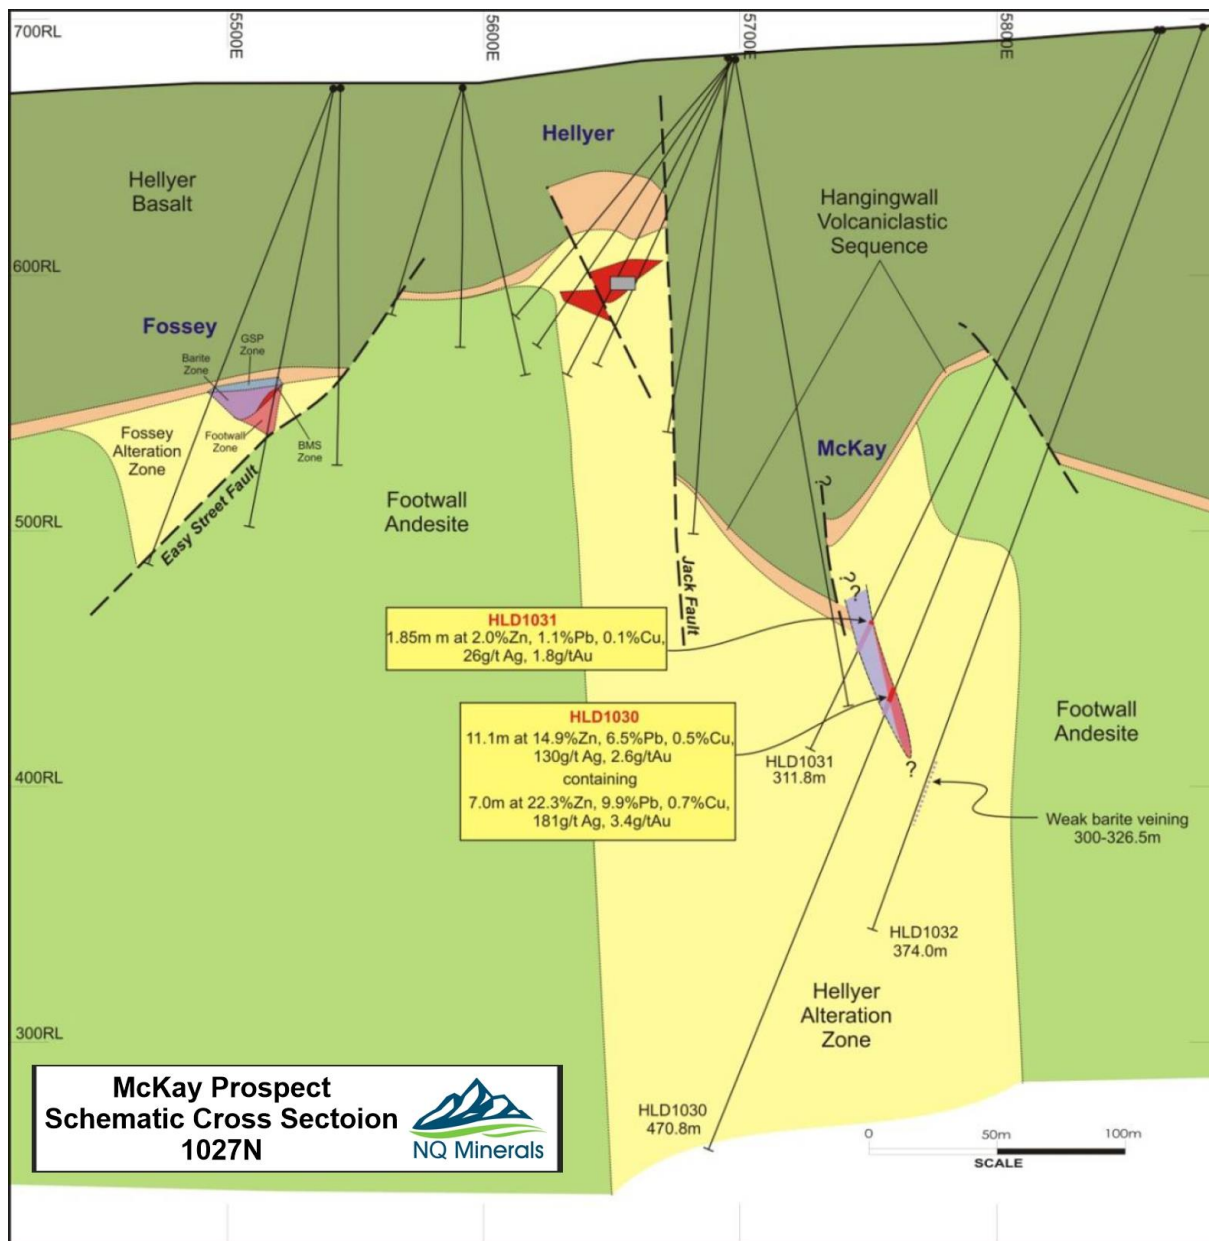 700RL
5500E
5600E
5700E
5800E
Hellyer
Hellyer
Basalt
Hangingwall
Volcaniclastic
Sequence
600RL
Fossey
GSP
Zone
Barite
Zone
Fossey
Alteration
Zone
Footwall
Zone
BMS
Zone
McKay
?
Easy Street Fault
Footwall
Andesite
500RL
Jack Fault
??
HLD1031
1.85m m at 2.0%Zn, 1.1%Pb, 0.1%Cu,
26g/t Ag, 1.8g/tAu
HLD1030
11.1m at 14.9%Zn, 6.5%Pb, 0.5%Cu,
130g/t Ag, 2.6g/tAu
containing
7.0m at 22.3%Zn, 9.9%Pb, 0.7%Cu,
181g/t Ag, 3.4g/tAu
Footwall
Andesite
HLD1031
311.8m
?
400RL
Weak barite veining
300-326.5m
HLD1032
374.0m
Hellyer
Alteration
Zone
300RL
McKay Prospect
Schematic Cross Sectoion
1027N
NQ Minerals
HLD1030
470.8m
0 50m 100m
SCALE